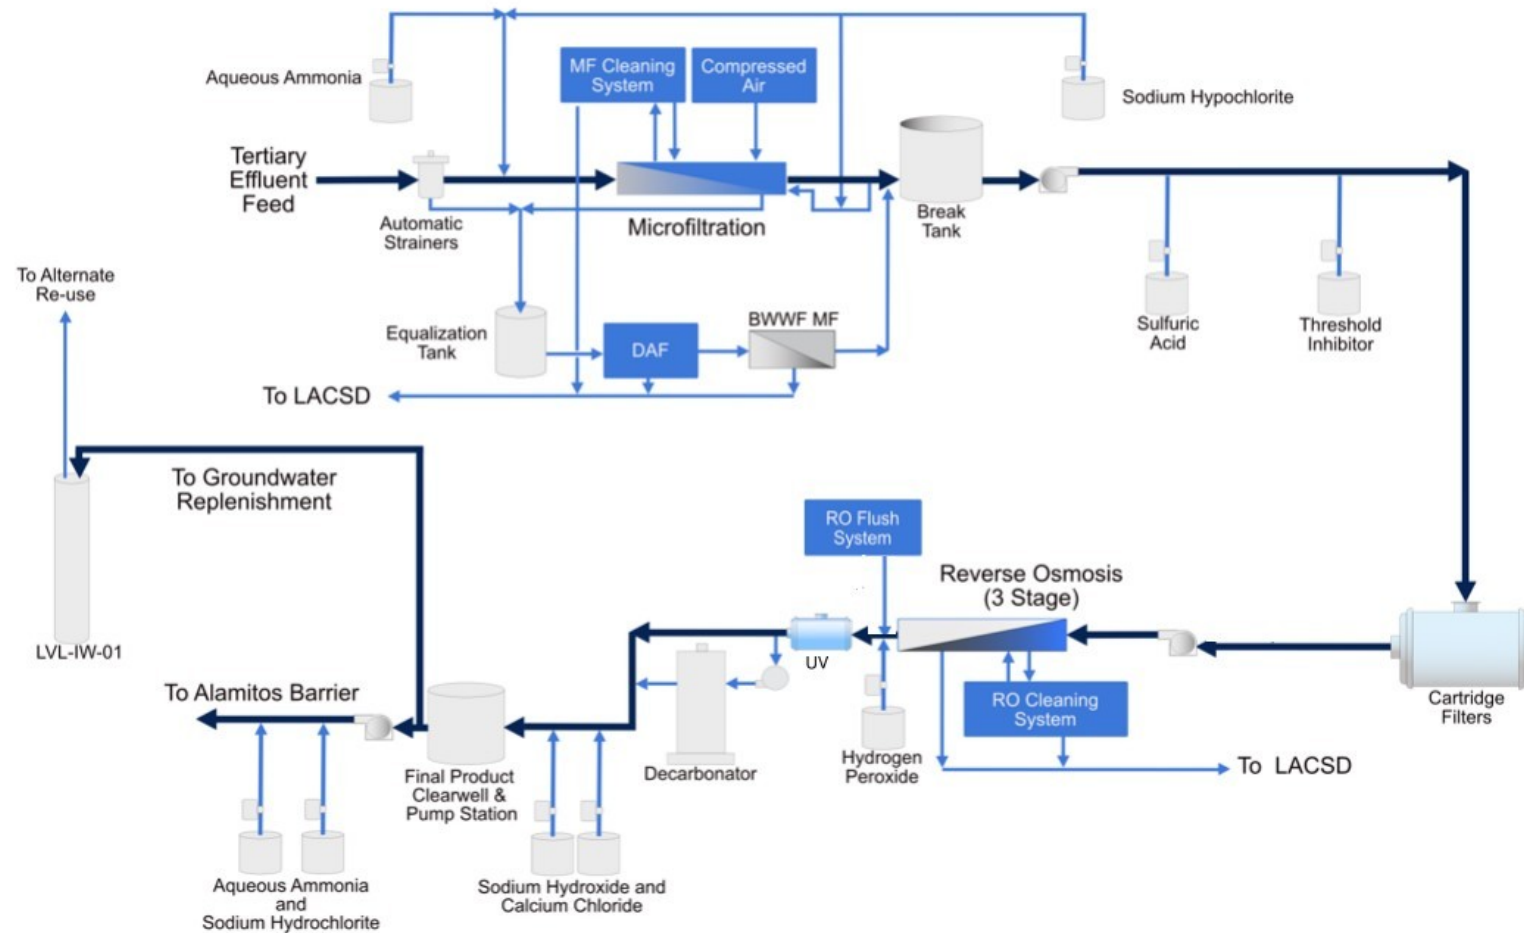 Aqueous Ammonia
MF Cleaning
System
Compressed
Air
Sodium Hypochlorite
Tertiary
Effluent
Feed
Automatic
Strainers
Microfiltration
Break
Tank
To Alternate
Re-use
Equalization
Tank
DAF
BWWF MF
Sulfuric
Acid
Threshold
Inhibitor
To LACSD
To Groundwater
Replenishment
RO Flush
System
Reverse Osmosis
(3 Stage)
LVL-IW-01
UV
To Alamitos Barrier
RO Cleaning
System
Cartridge
Filters
Final Product
Clearwell &
Pump Station
Decarbonator
Hydrogen
Peroxide
To LACSD
Aqueous Ammonia
and
Sodium Hydrochlorite
Sodium Hydroxide and
Calcium Chloride